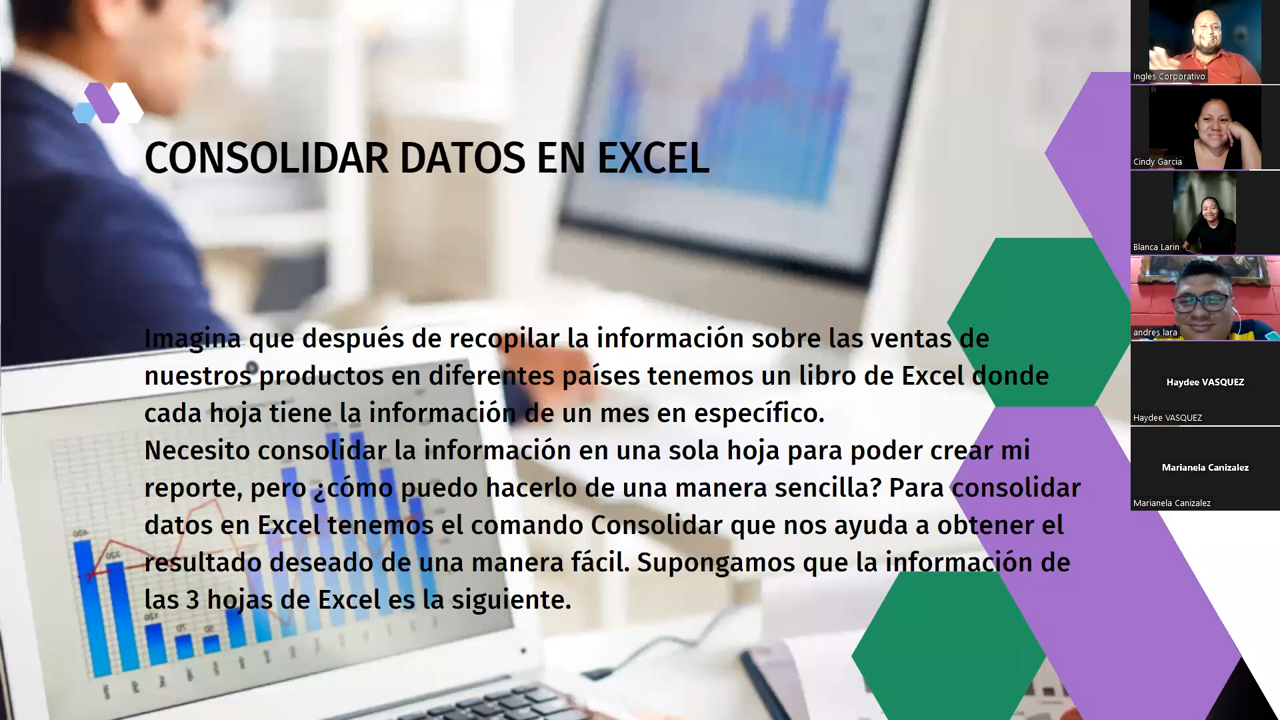 CONSOLIDAR DATOS EN EXCEL
Imagina que después de recopilar la información sobre las ventas de
nuestros productos en diferentes países tenemos un libro de Excel donde
cada hoja tiene la información de un mes en específico.
Necesito consolidar la información en una sola hoja para poder crear mi
reporte, pero ¿cómo puedo hacerlo de una manera sencilla? Para consolidar
datos en Excel tenemos el comando Consolidar que nos ayuda a obtener el
resultado deseado de una manera fácil. Supongamos que la información de
las 3 hojas de Excel es la siguiente.
Ingles Corporativo
Cindy Garcia
Blanca Larin
andres lara
Haydee VASQUEZ
Haydee VASQUEZ
Marianela Canizalez
Marianela Canizalez